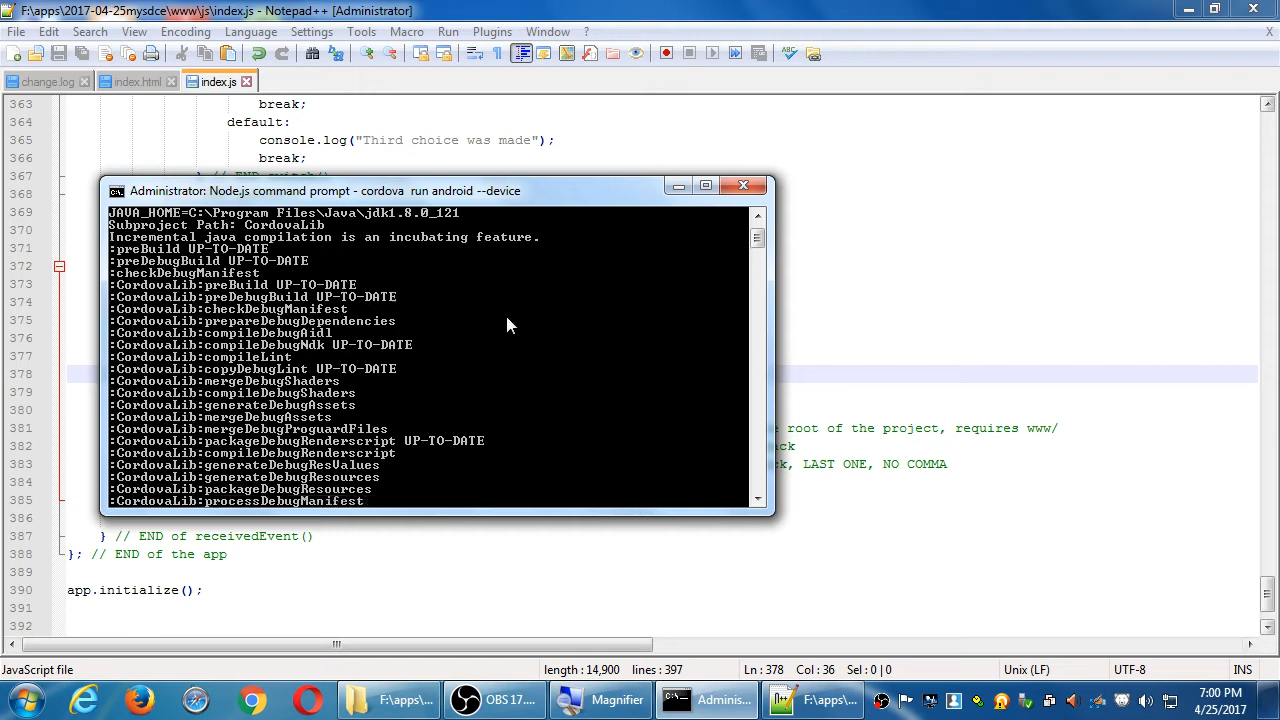 F:\apps\2017-04-25mysdce\www\js\index.js - Notepad++ [Administrator]
File Edit Search View Encoding Language Settings Tools Macro Run Plugins Window ? X
change.log index.html index.js
363 break;
364 default:
365 console.log("Third choice was made");
366 break;
367 } // END switch()
368
369
370
371
372
373
374
375
376
377
378
379
380
381 e root of the project, requires www/
382 ck
383 k, LAST ONE, NO COMMA
384
385
386
387 } // END of receivedEvent()
388 }; // END of the app
389
390 app.initialize();
391
392
Administrator: Node.js command prompt - cordova run android --device
JAVA_HOME=C:\Program Files\Java\jdk1.8.0_121
Subproject Path: CordovaLib
Incremental java compilation is an incubating feature.
:preBuild UP-TO-DATE
:preDebugBuild UP-TO-DATE
:checkDebugManifest
:CordovaLib:preBuild UP-TO-DATE
:CordovaLib:preDebugBuild UP-TO-DATE
:CordovaLib:checkDebugManifest
:CordovaLib:prepareDebugDependencies
:CordovaLib:compileDebugAidl
:CordovaLib:compileDebugNdk UP-TO-DATE
:CordovaLib:compileLint
:CordovaLib:copyDebugLint UP-TO-DATE
:CordovaLib:mergeDebugShaders
:CordovaLib:compileDebugShaders
:CordovaLib:generateDebugAssets
:CordovaLib:mergeDebugAssets
:CordovaLib:mergeDebugProguardFiles
:CordovaLib:packageDebugRenderscript UP-TO-DATE
:CordovaLib:compileDebugRenderscript
:CordovaLib:generateDebugResValues
:CordovaLib:generateDebugResources
:CordovaLib:packageDebugResources
:CordovaLib:processDebugManifest
JavaScript file length : 14,900 lines : 397 Ln : 378 Col : 36 Sel : 0 | 0 Unix (LF) UTF-8 INS
F:\apps\... OBS 17.... Magnifier Adminis... F:\apps\... 7:00 PM
4/25/2017